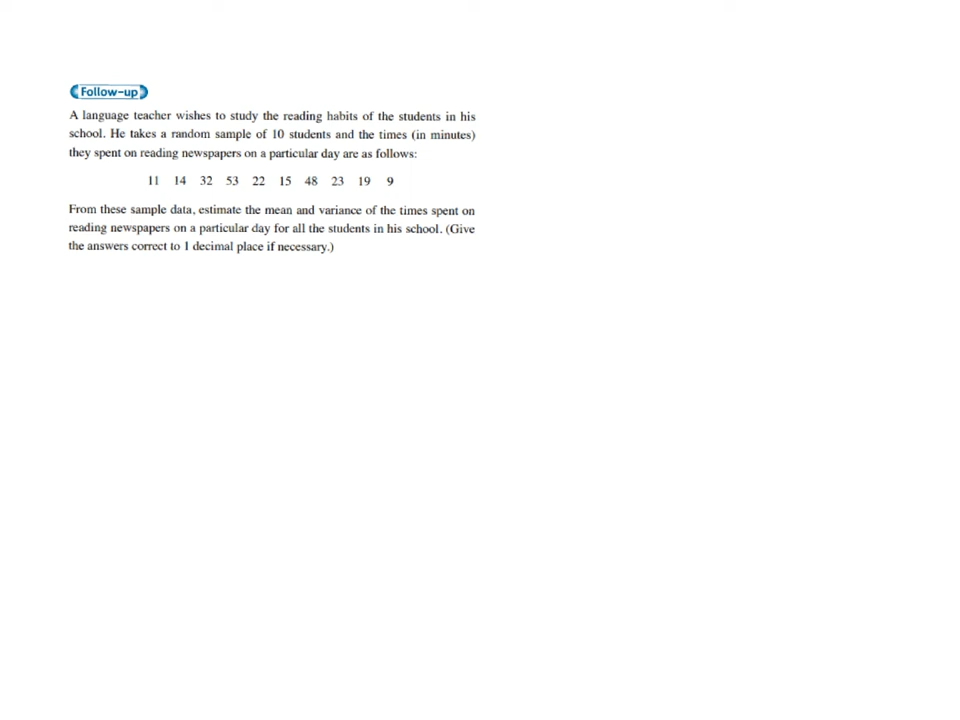 Follow-up
A language teacher wishes to study the reading habits of the students in his
school. He takes a random sample of 10 students and the times (in minutes)
they spent on reading newspapers on a particular day are as follows:
11 14 32 53 22 15 48 23 19 9
From these sample data, estimate the mean and variance of the times spent on
reading newspapers on a particular day for all the students in his school. (Give
the answers correct to 1 decimal place if necessary.)